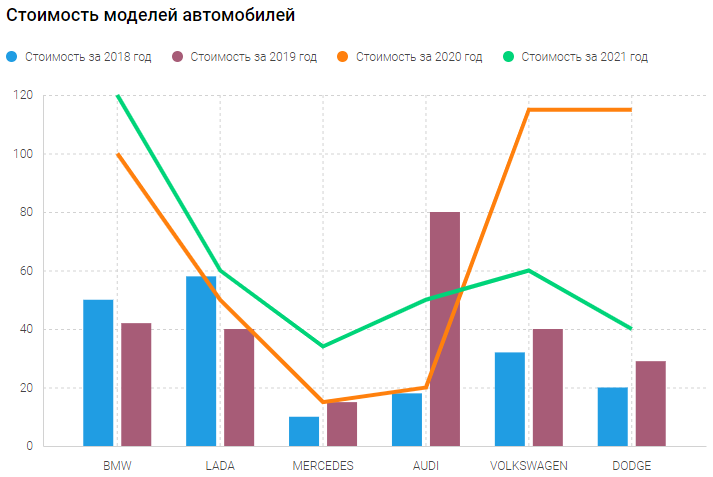 Стоимость моделей автомобилей
Стоимость за 2018 год Стоимость за 2019 год Стоимость за 2020 год Стоимость за 2021 год
120
100
80
60
40
20
0
BMW LADA MERCEDES AUDI VOLKSWAGEN DODGE